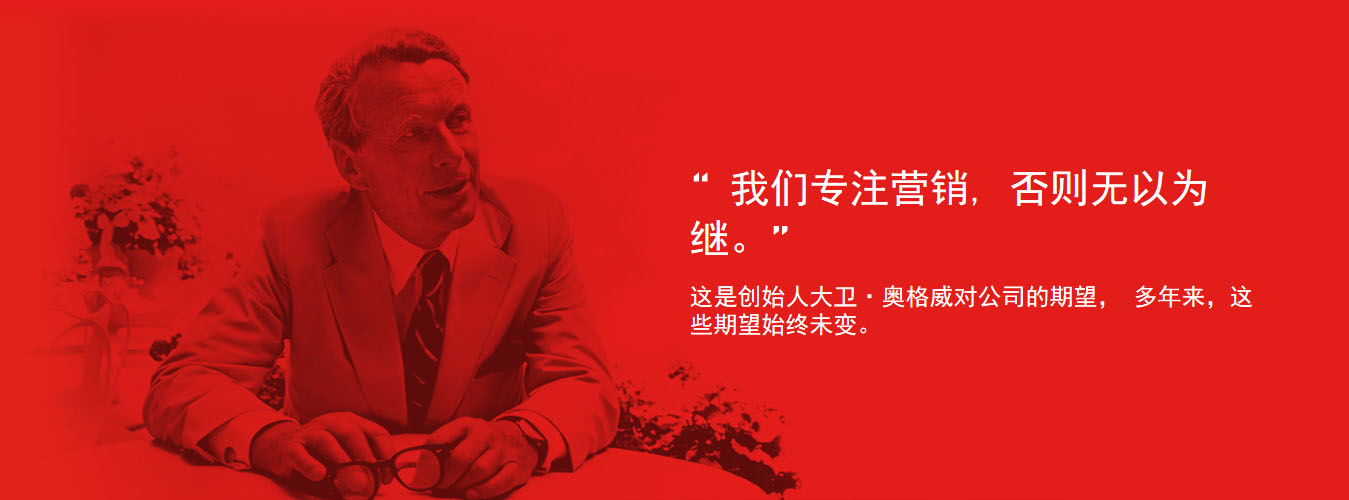 “ 我们专注营销, 否则无以为
继。”
这是创始人大卫·奥格威对公司的期望， 多年来，这
些期望始终未变。